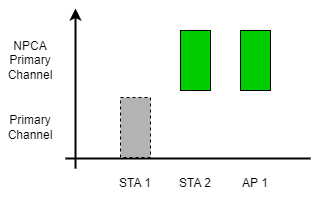 NPCA
Primary
Channel
Primary
Channel
STA 1
STA 2
AP 1